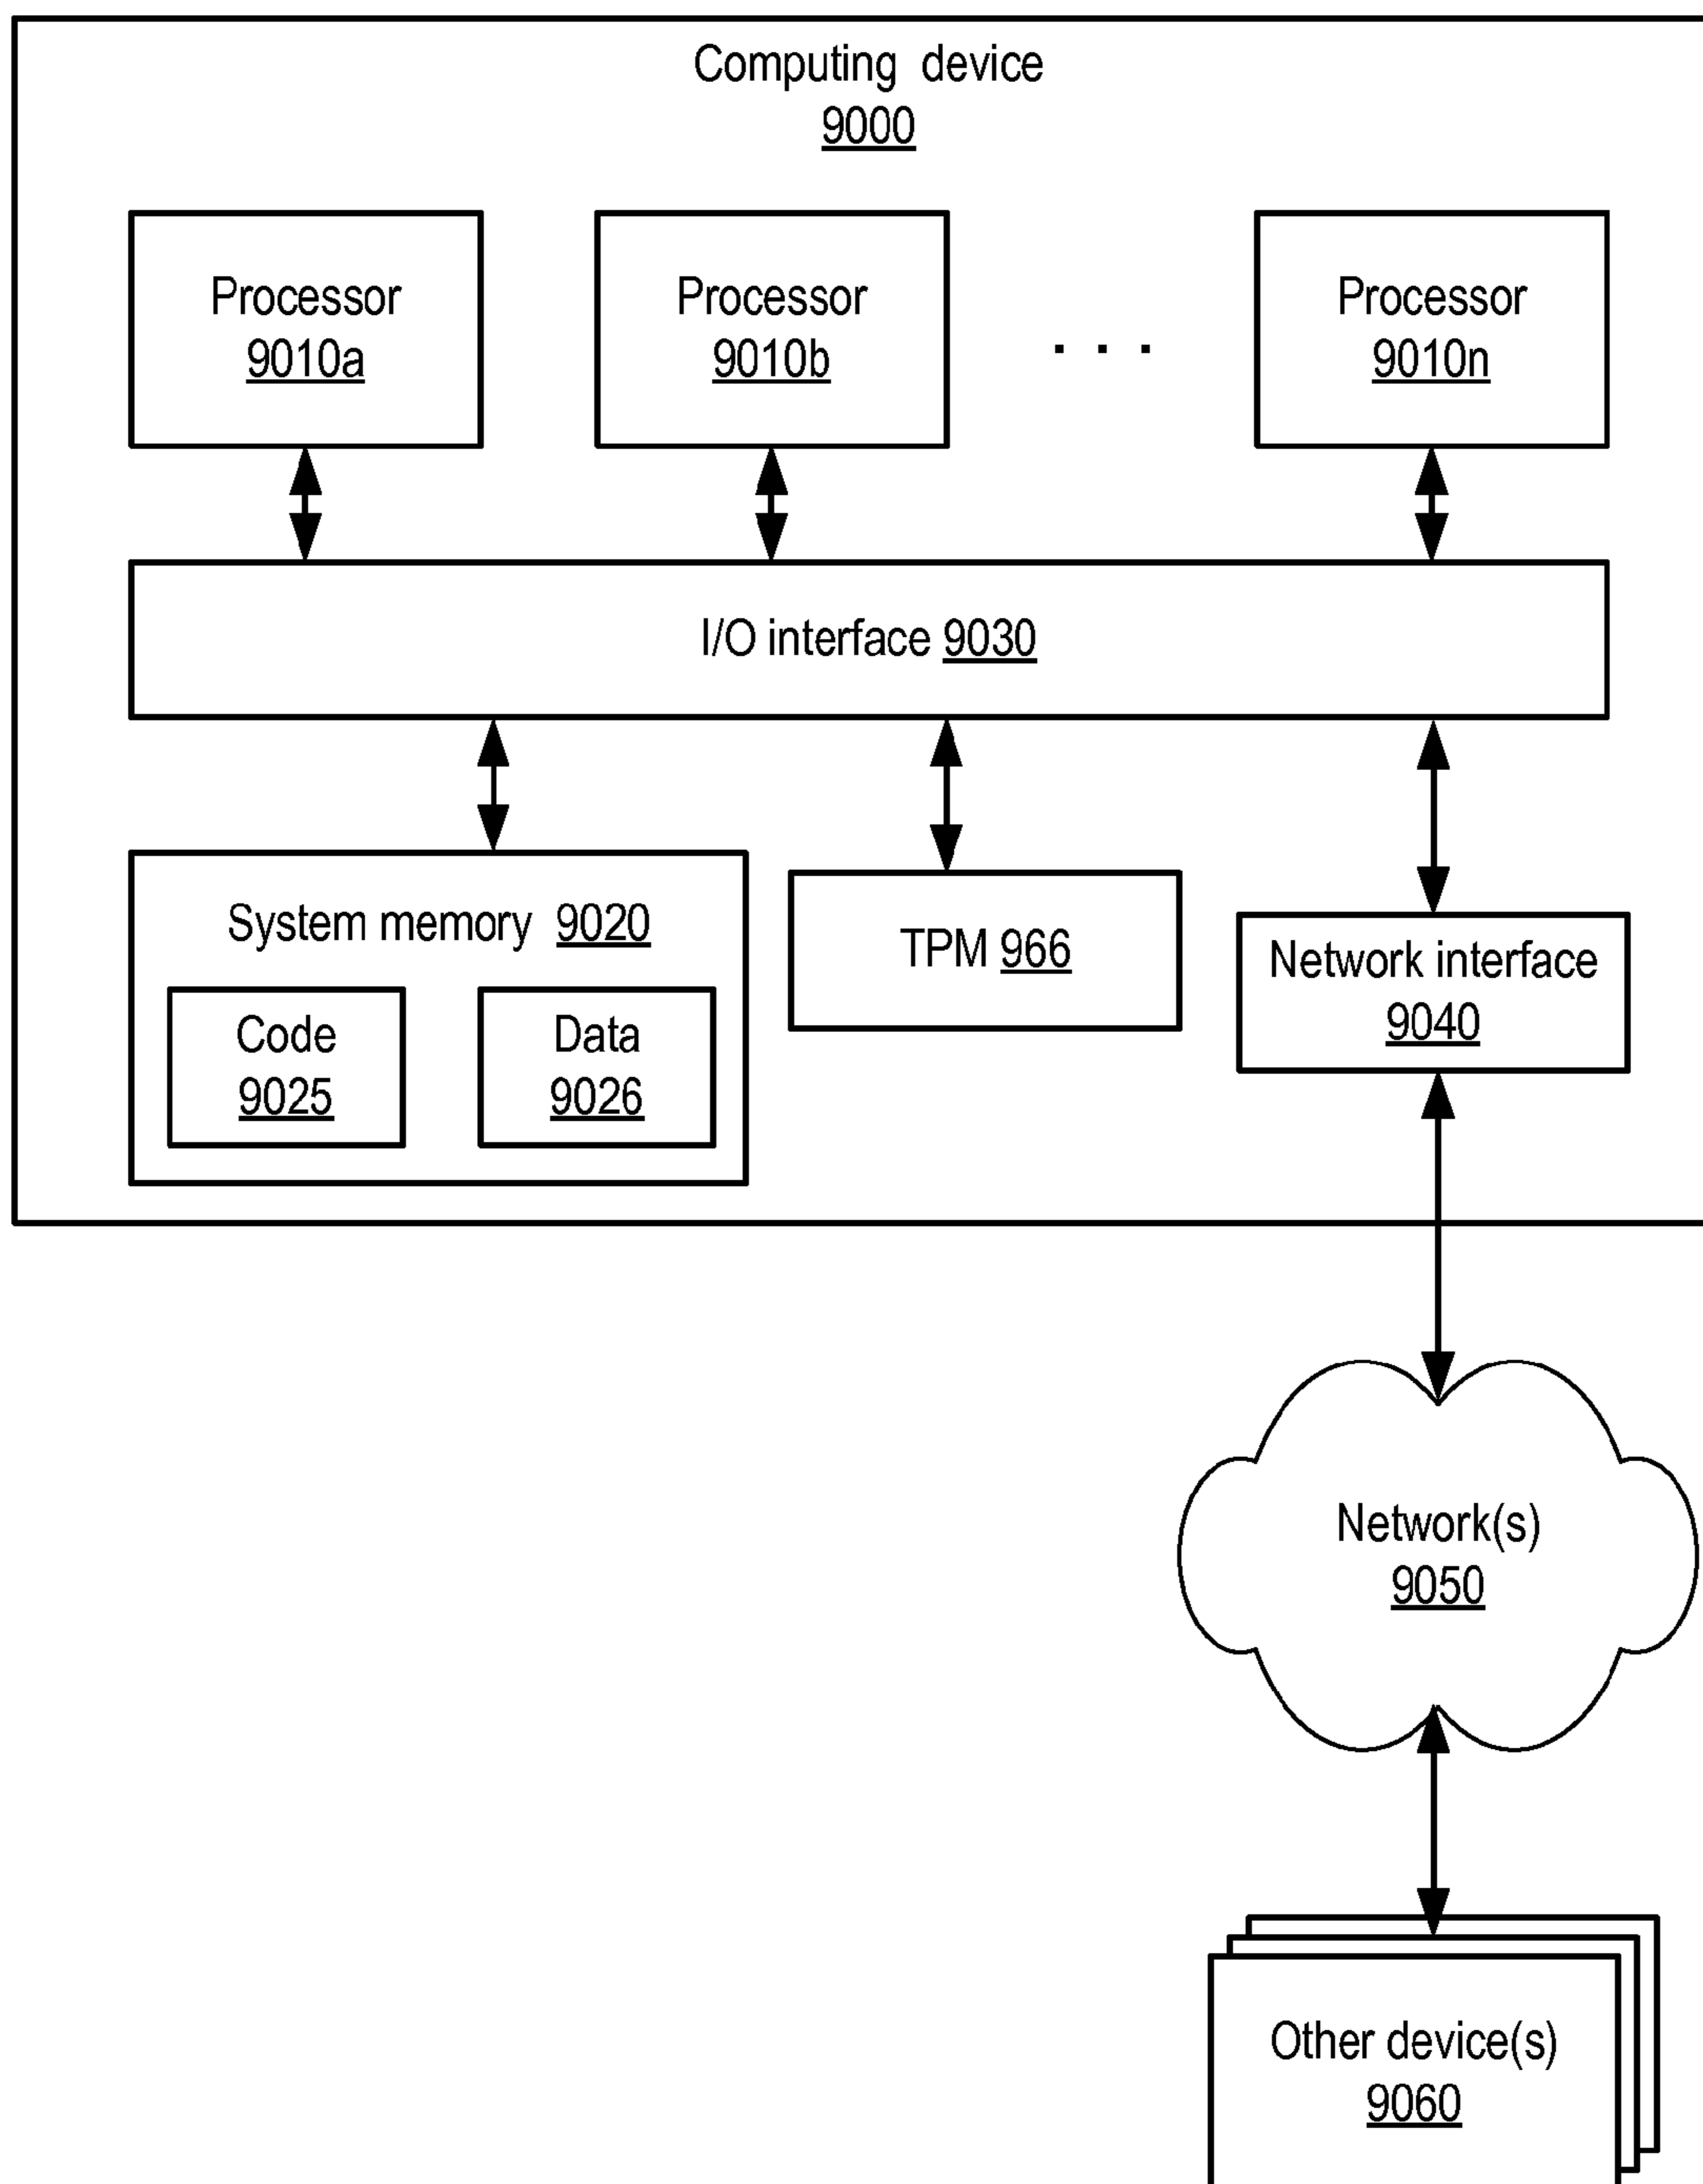 Computing device
9000
Processor
9010a
Processor
9010b
. . .
Processor
9010n
I/O interface 9030
System memory 9020
Code
9025
Data
9026
TPM 966
Network interface
9040
Network(s)
9050
Other device(s)
9060